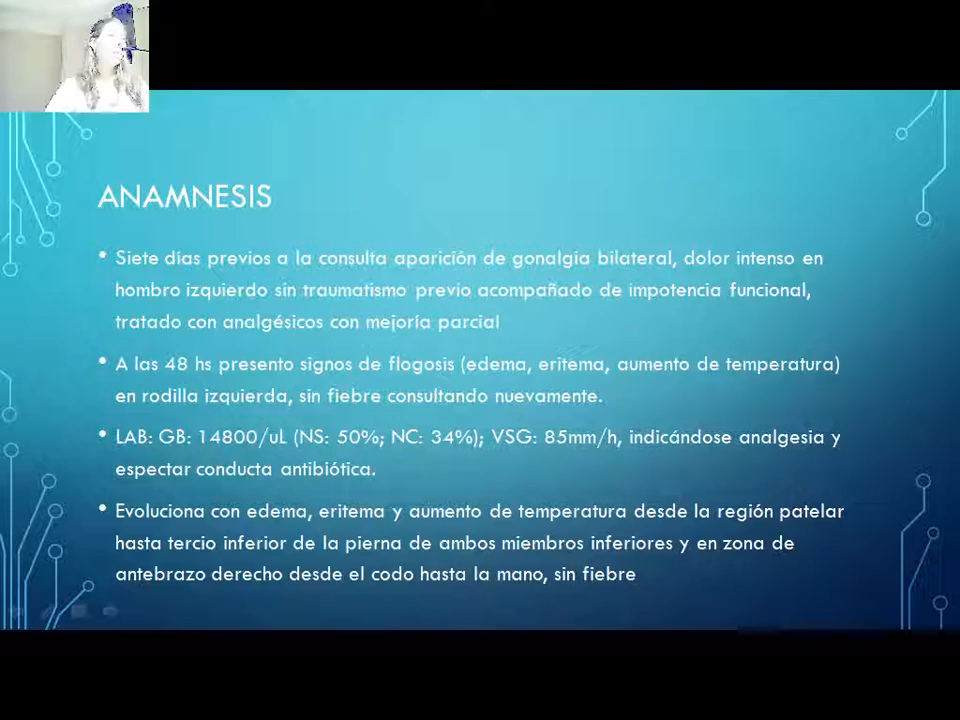 ANAMNESIS
• Siete días previos a la consulta aparición de gonalgia bilateral, dolor intenso en
hombro izquierdo sin traumatismo previo acompañado de impotencia funcional,
tratado con analgésicos con mejoría parcial
• A las 48 hs presento signos de flogosis (edema, eritema, aumento de temperatura)
en rodilla izquierda, sin fiebre consultando nuevamente.
• LAB: GB: 14800/uL (NS: 50%; NC: 34%); VSG: 85mm/h, indicándose analgesia y
espectar conducta antibiótica.
• Evoluciona con edema, eritema y aumento de temperatura desde la región patelar
hasta tercio inferior de la pierna de ambos miembros inferiores y en zona de
antebrazo derecho desde el codo hasta la mano, sin fiebre